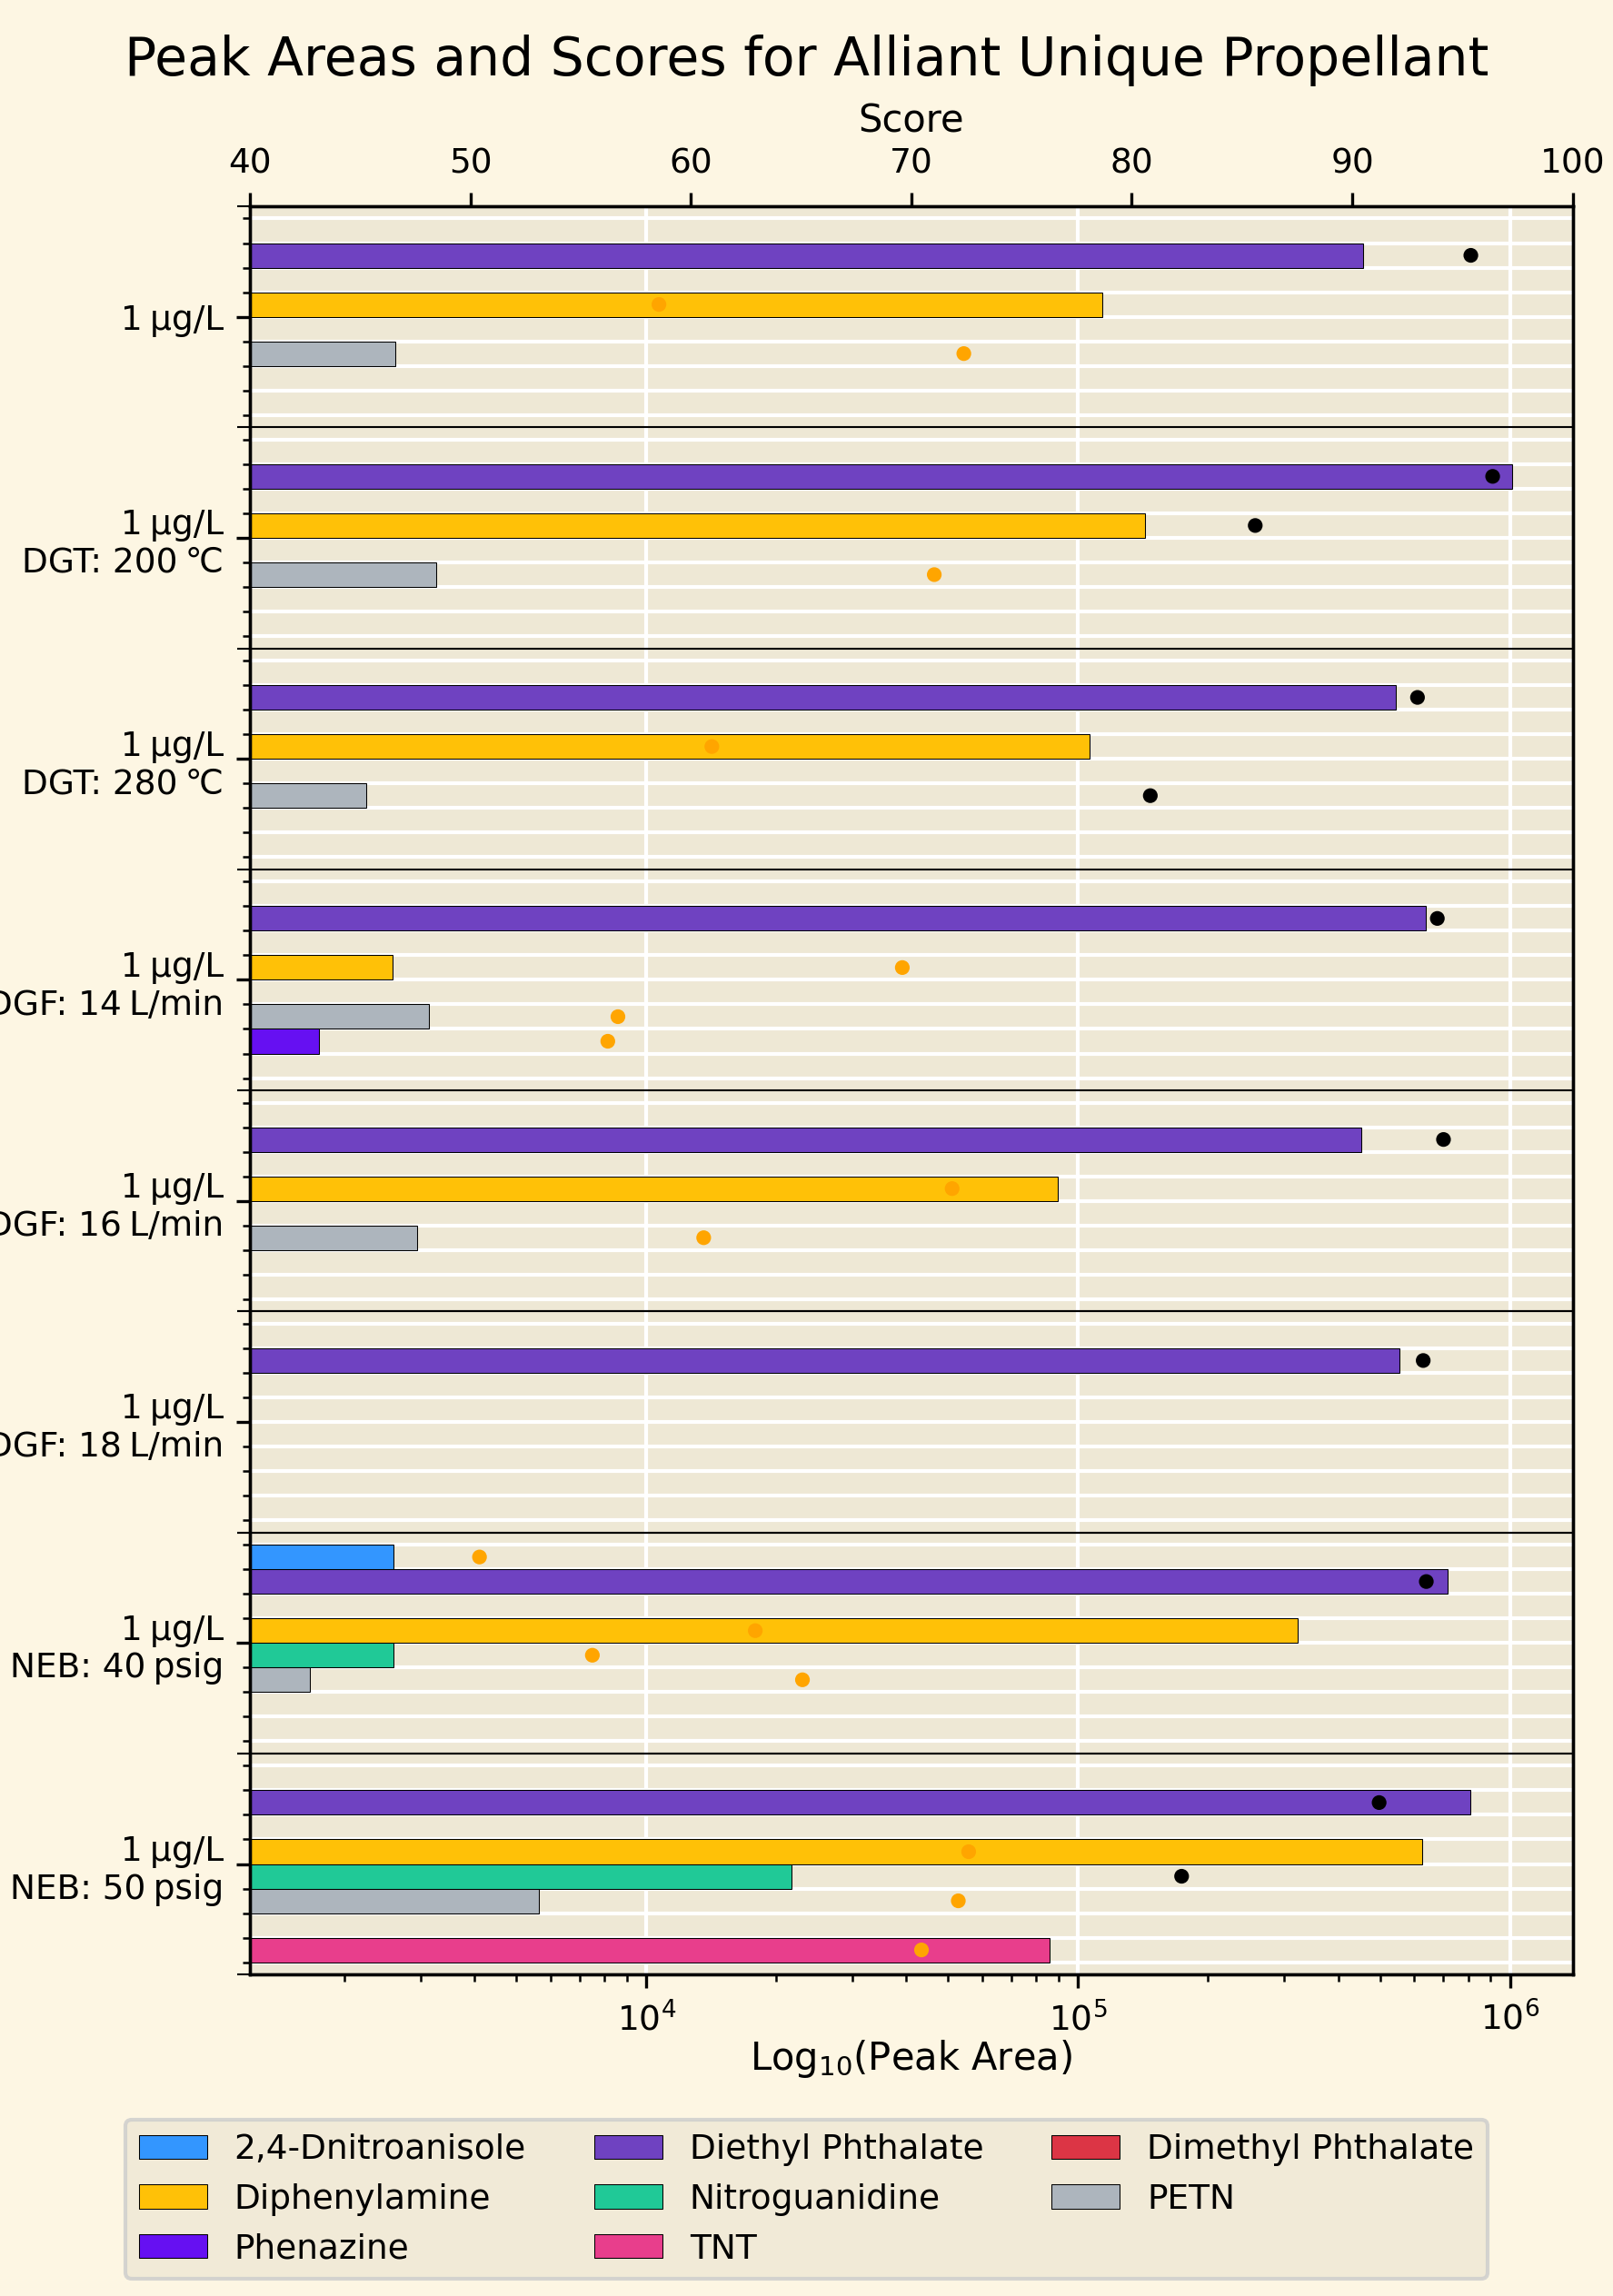 Peak Areas and Scores for Alliant Unique Propellant
Score
40 50 60 70 80 90 100
1 µg/L
1 µg/L
DGT: 200 °C
1 µg/L
DGT: 280 °C
1 µg/L
DGF: 14 L/min
1 µg/L
DGF: 16 L/min
1 µg/L
DGF: 18 L/min
1 µg/L
NEB: 40 psig
1 µg/L
NEB: 50 psig
10⁴ 10⁵ 10⁶
Log₁₀(Peak Area)
2,4-Dnitroanisole Diethyl Phthalate Dimethyl Phthalate
Diphenylamine Nitroguanidine PETN
Phenazine TNT